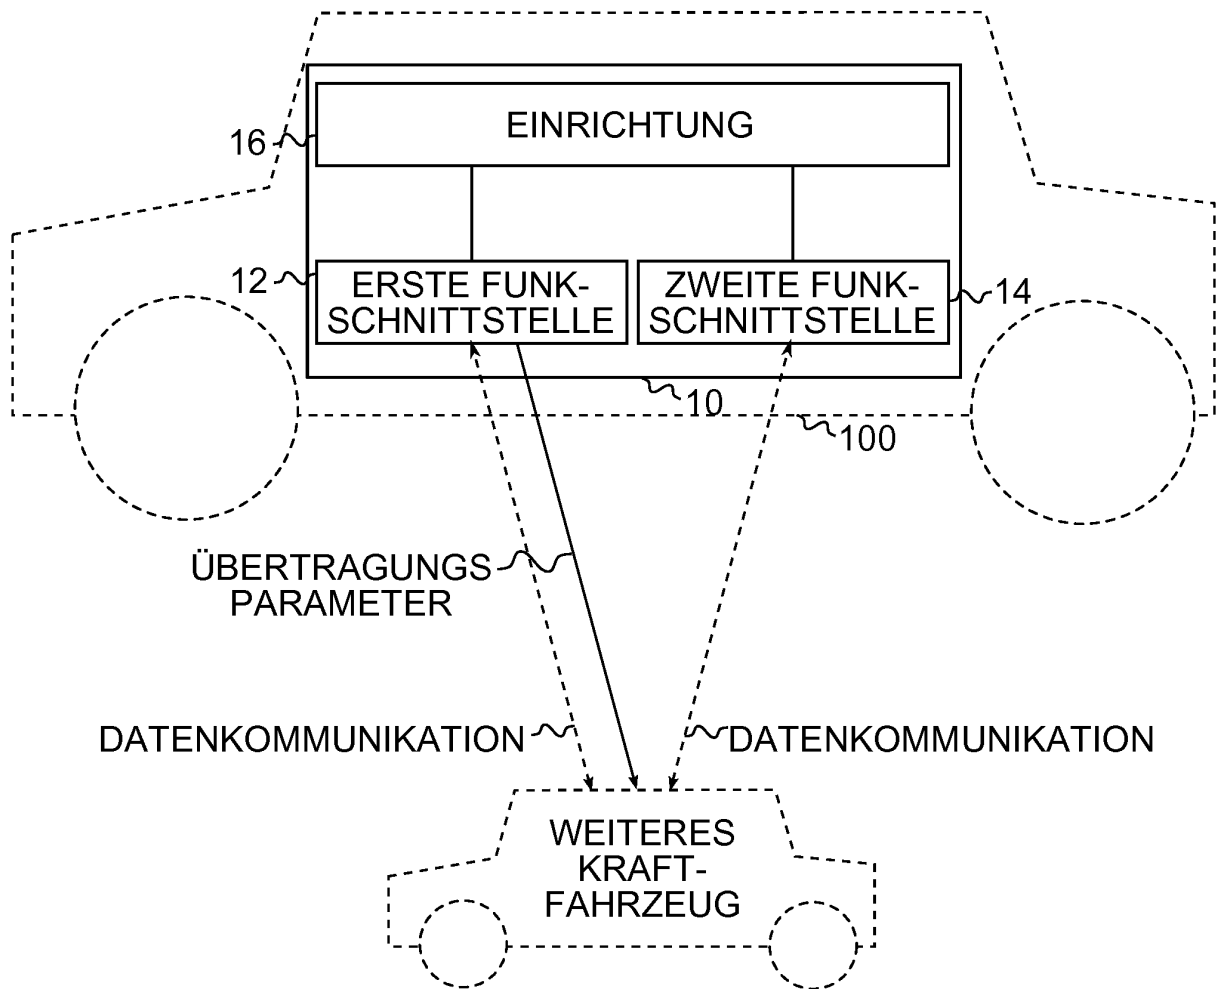 EINRICHTUNG
16
12
ERSTE FUNK-
SCHNITTSTELLE
ZWEITE FUNK-
SCHNITTSTELLE
14
10
100
ÜBERTRAGUNGS
PARAMETER
DATENKOMMUNIKATION
DATENKOMMUNIKATION
WEITERES
KRAFT-
FAHRZEUG